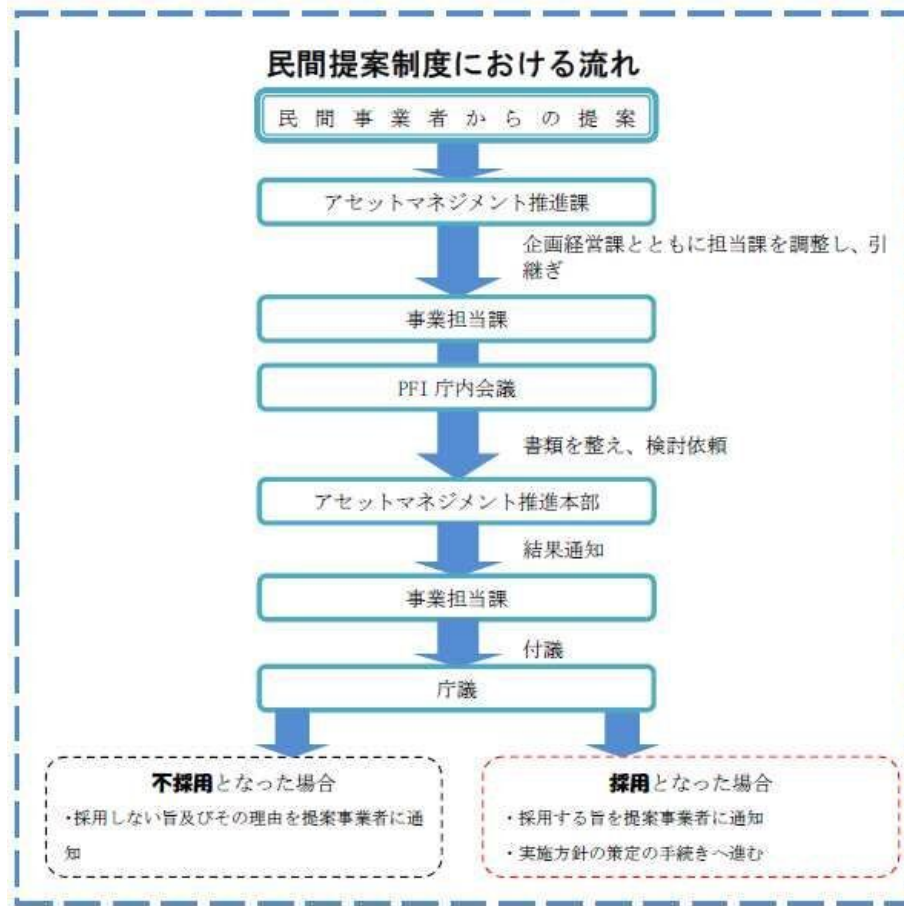 民間提案制度における流れ
民間事業者からの提案
アセットマネジメント推進課
企画経営課とともに担当課を調整し、引
継ぎ
事業担当課
PFI 庁内会議
書類を整え、検討依頼
アセットマネジメント推進本部
結果通知
事業担当課
付議
庁議
不採用となった場合
・採用しない旨及びその理由を提案事業者に通
知
採用となった場合
・採用する旨を提案事業者に通知
・実施方針の策定の手続きへ進む